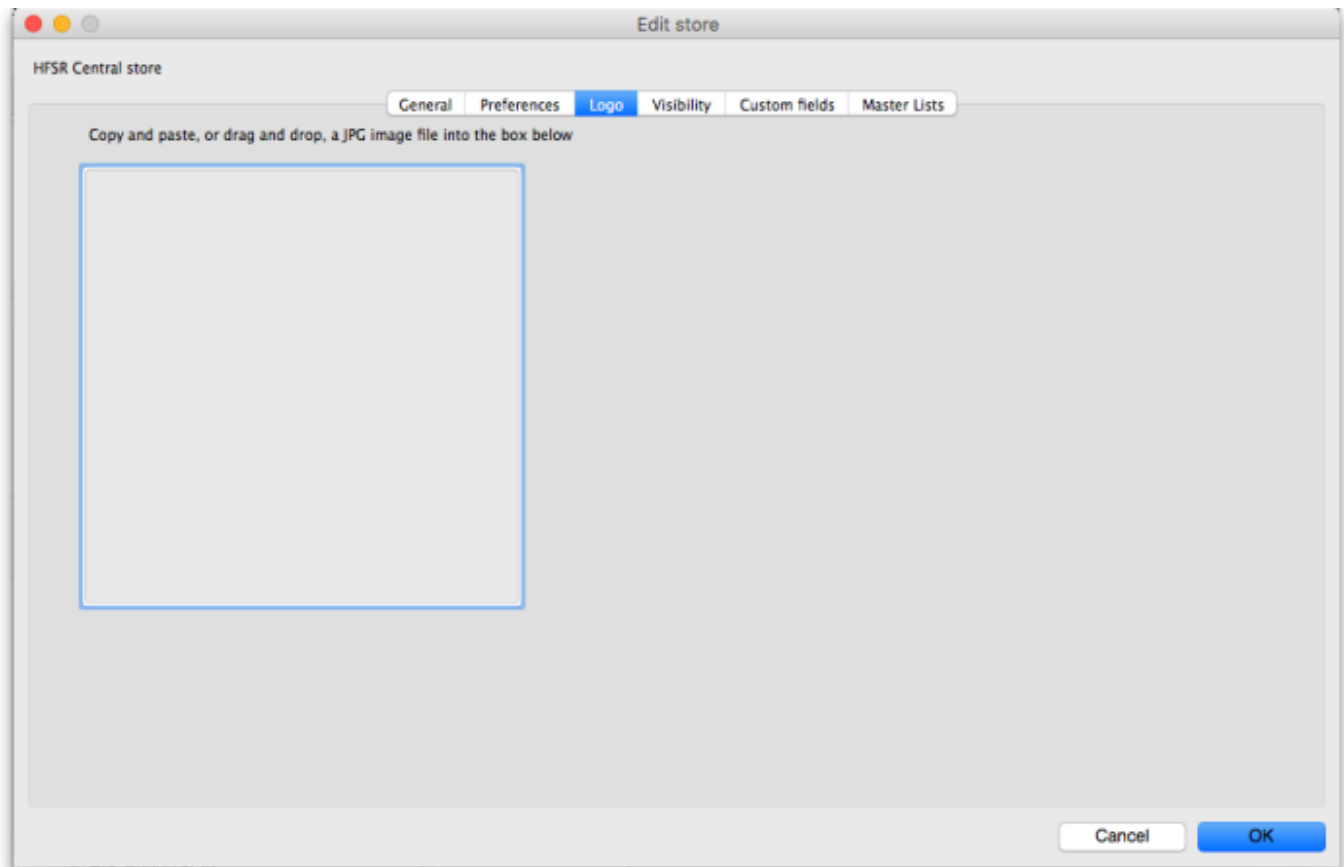 Edit store
HFSR Central store
General Preferences Logo Visibility Custom fields Master Lists
Copy and paste, or drag and drop, a JPG image file into the box below
Cancel OK